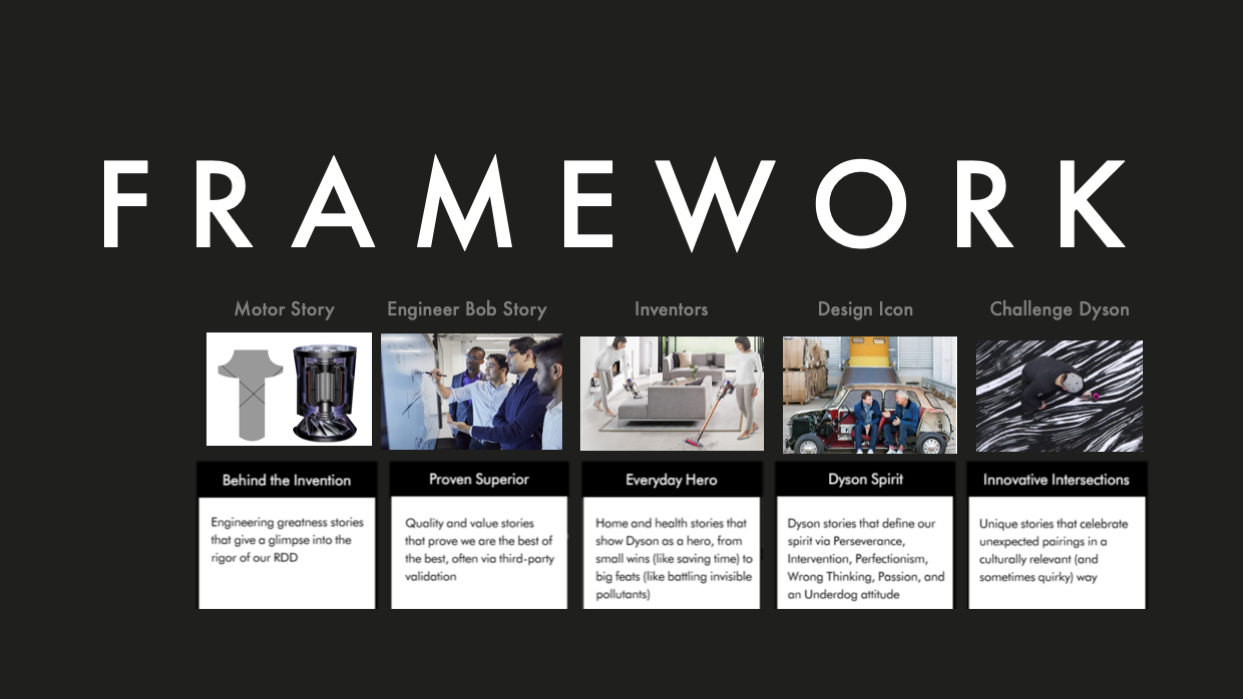 FRAMEWORK
Motor Story
Engineer Bob Story
Inventors
Design Icon
Challenge Dyson
Behind the Invention
Engineering greatness stories
that give a glimpse into the
rigor of our RDD
Proven Superior
Quality and value stories
that prove we are the best of
the best, often via third-party
validation
Everyday Hero
Home and health stories that
show Dyson as a hero, from
small wins (like saving time) to
big feats (like battling invisible
pollutants)
Dyson Spirit
Dyson stories that define our
spirit via Perseverance,
Intervention, Perfectionism,
Wrong Thinking, Passion, and
an Underdog attitude
Innovative Intersections
Unique stories that celebrate
unexpected pairings in a
culturally relevant (and
sometimes quirky) way